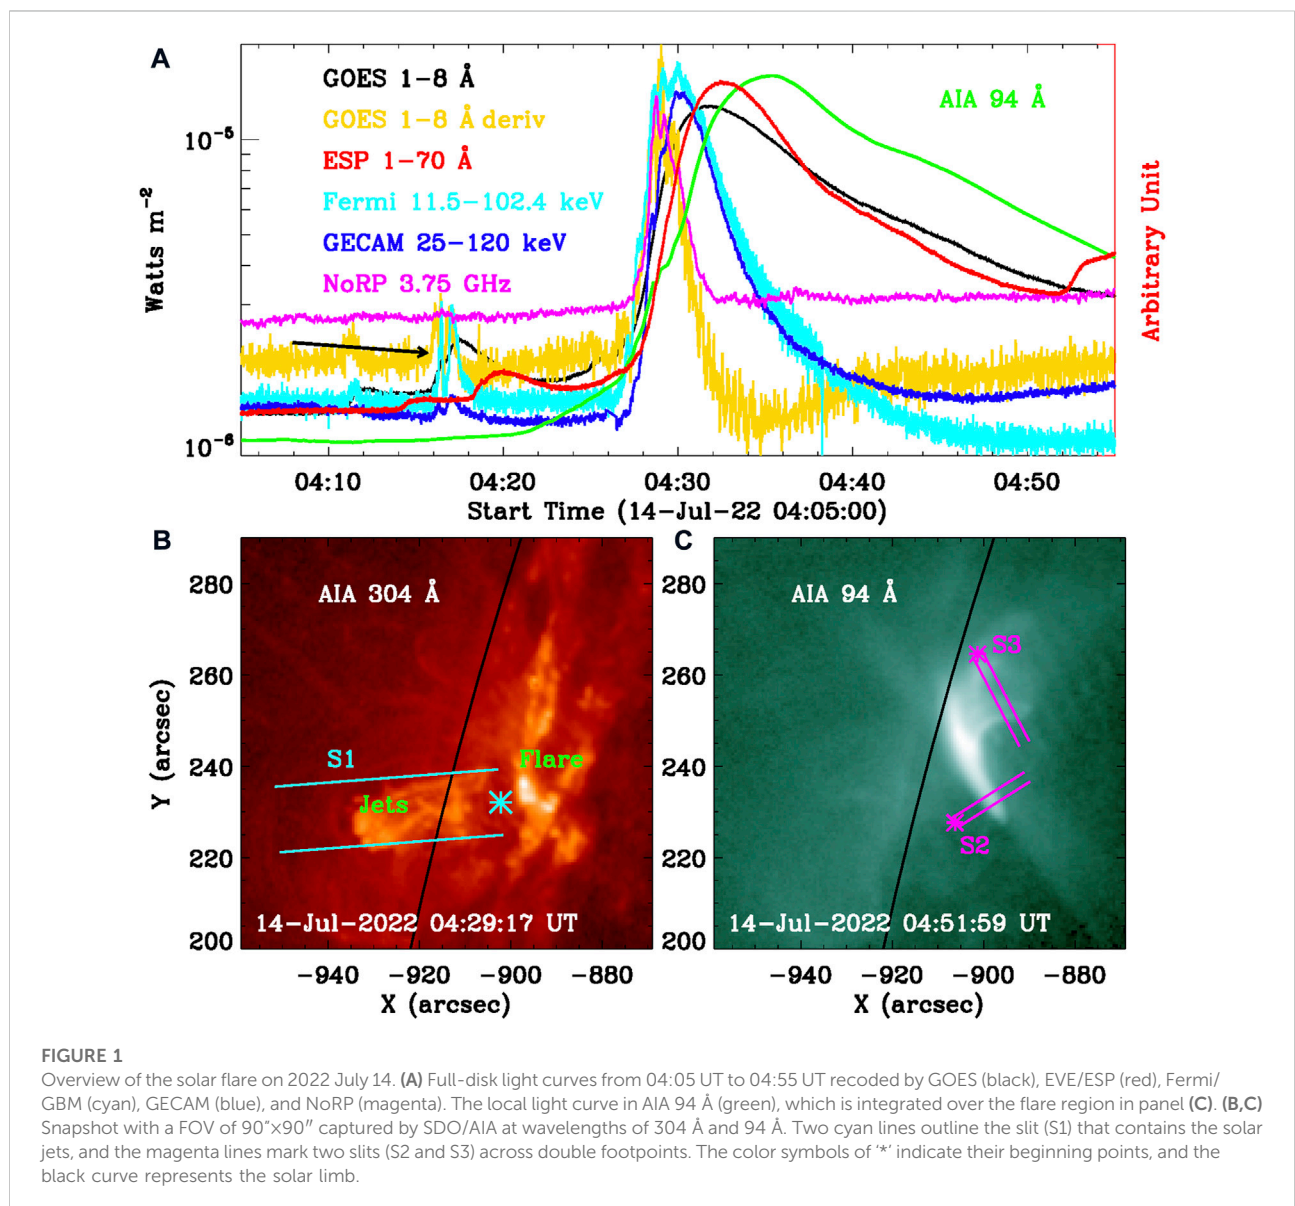 A
GOES 1–8 Å
GOES 1–8 Å deriv
ESP 1–70 Å
Fermi 11.5–102.4 keV
GECAM 25–120 keV
NoRP 3.75 GHz
AIA 94 Å
10⁻⁵
10⁻⁶
Watts m⁻²
Arbitrary Unit
04:10 04:20 04:30 04:40 04:50
Start Time (14-Jul-22 04:05:00)
B
AIA 304 Å
280
260
240
220
200
Y (arcsec)
S1
Flare
Jets
14-Jul-2022 04:29:17 UT
−940 −920 −900 −880
X (arcsec)
C
AIA 94 Å
280
260
240
220
200
S3
S2
14-Jul-2022 04:51:59 UT
−940 −920 −900 −880
X (arcsec)
FIGURE 1
Overview of the solar flare on 2022 July 14. (A) Full-disk light curves from 04:05 UT to 04:55 UT recoded by GOES (black), EVE/ESP (red), Fermi/
GBM (cyan), GECAM (blue), and NoRP (magenta). The local light curve in AIA 94 Å (green), which is integrated over the flare region in panel (C). (B,C)
Snapshot with a FOV of 90″×90″ captured by SDO/AIA at wavelengths of 304 Å and 94 Å. Two cyan lines outline the slit (S1) that contains the solar
jets, and the magenta lines mark two slits (S2 and S3) across double footpoints. The color symbols of ‘*’ indicate their beginning points, and the
black curve represents the solar limb.